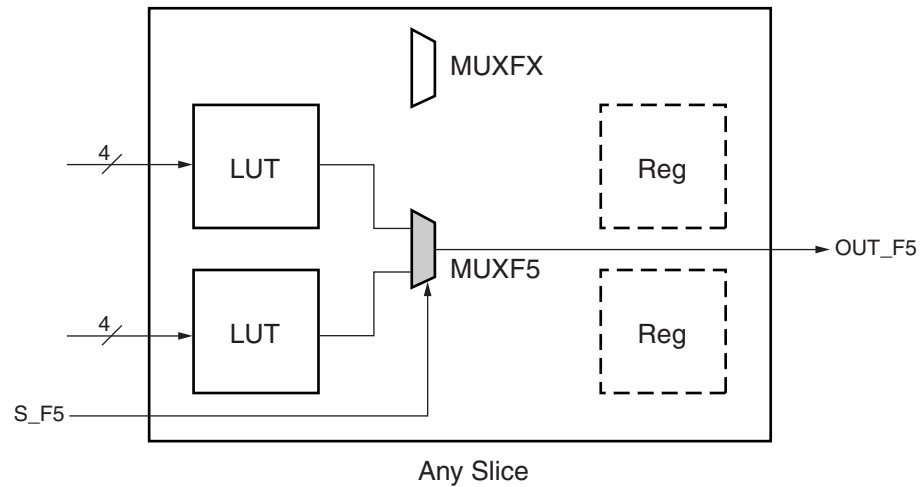 MUXFX
4
LUT
Reg
OUT_F5
MUXF5
4
LUT
Reg
S_F5
Any Slice